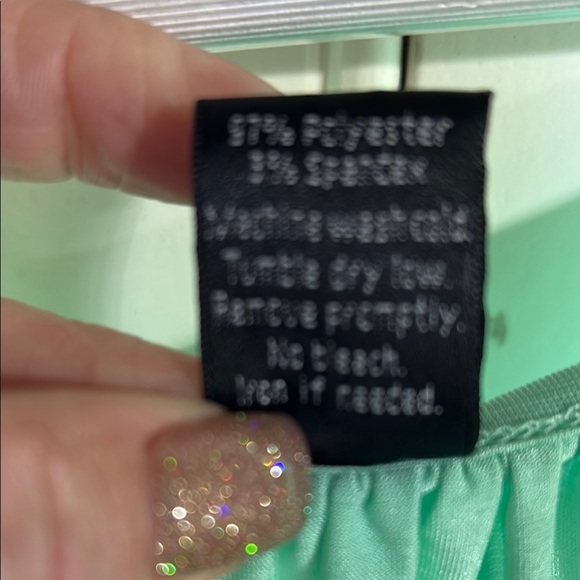 97% Polyester
3% Spandex
Machine wash cold.
Tumble dry low.
Remove promptly.
No bleach.
Iron if needed.